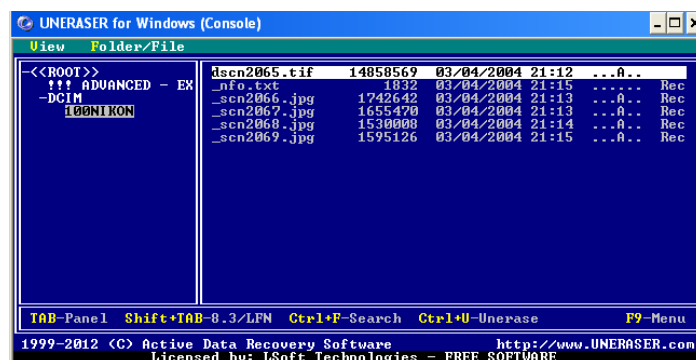 UNERASER for Windows (Console)
View Folder/File
-<<ROOT>>
!!! ADVANCED - EX
-DCIM
100NIKON
dscn2065.tif 14858569 03/04/2004 21:12 ...A..
_nfo.txt 1832 03/04/2004 21:15 ...... Rec
_scn2066.jpg 1742642 03/04/2004 21:13 ...A.. Rec
_scn2067.jpg 1655470 03/04/2004 21:13 ...A.. Rec
_scn2068.jpg 1530008 03/04/2004 21:14 ...A.. Rec
_scn2069.jpg 1595126 03/04/2004 21:15 ...A.. Rec
TAB-Panel Shift+TAB-8.3/LFN Ctrl+F-Search Ctrl+U-Unerase F9-Menu
1999-2012 (C) Active Data Recovery Software http://www.UNERASER.com
Licensed by: LSoft Technologies - FREE SOFTWARE